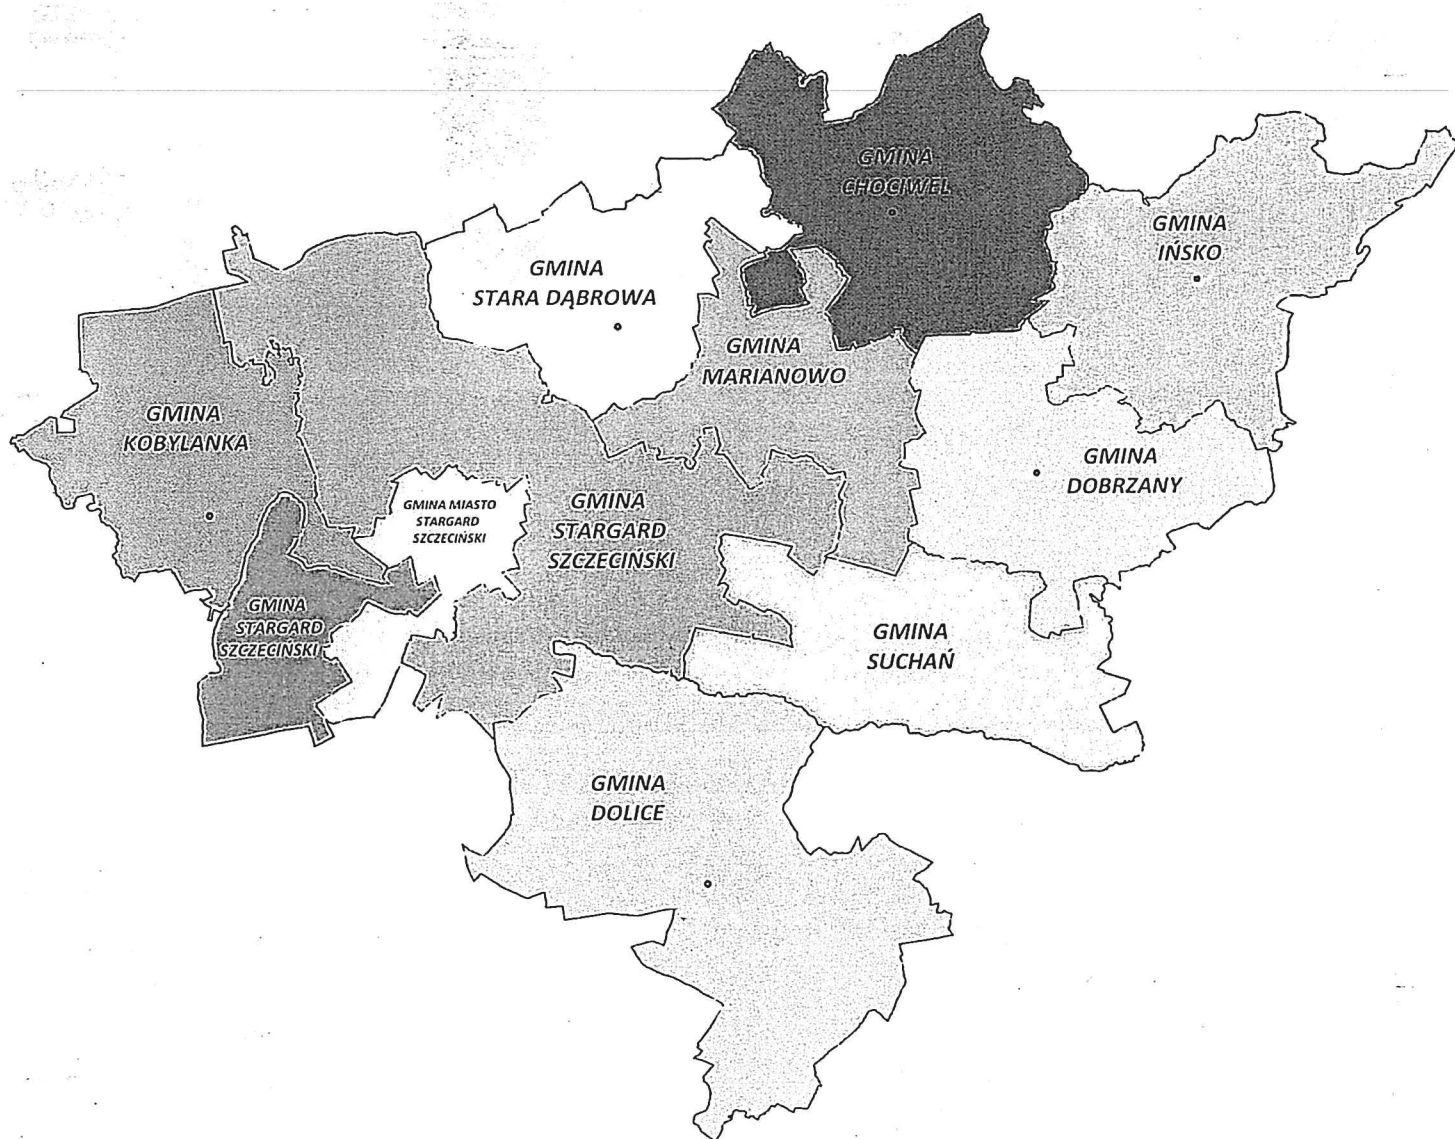 GMINA
CHOCIWEL
GMINA
IŃSKO
GMINA
STARA DĄBROWA
GMINA
MARIANOWO
GMINA
KOBYLANKA
GMINA
DOBRZANY
GMINA MIASTO
STARGARD
SZCZECIŃSKI
GMINA
STARGARD
SZCZECIŃSKI
GMINA
STARGARD
SZCZECIŃSKI
GMINA
SUCHAŃ
GMINA
DOLICE